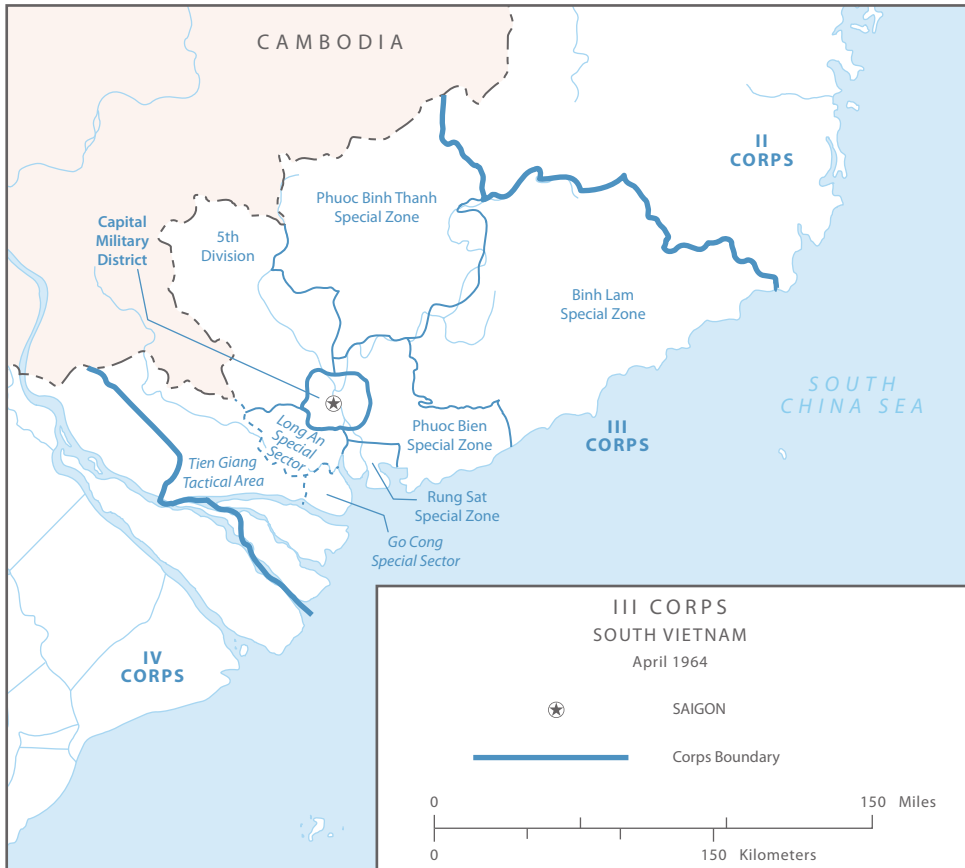 CAMBODIA
II
CORPS
Phuoc Binh Thanh
Special Zone
Capital
Military
District
5th
Division
Binh Lam
Special Zone
SOUTH
CHINA SEA
III
CORPS
Long An
Special
Sector
Phuoc Bien
Special Zone
Tien Giang
Tactical Area
Rung Sat
Special Zone
Go Cong
Special Sector
IV
CORPS
III CORPS
SOUTH VIETNAM
April 1964
SAIGON
Corps Boundary
0 150 Miles
0 150 Kilometers